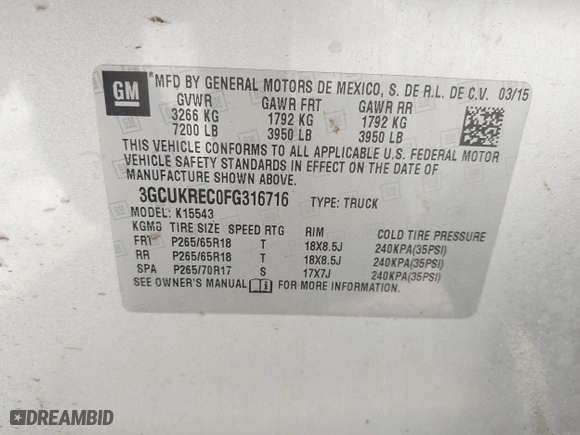 GM
*MFD BY GENERAL MOTORS DE MEXICO, S. DE R.L. DE C.V. 03/15
GVWR GAWR FRT GAWR RR
3266 KG 1792 KG 1792 KG
7200 LB 3950 LB 3950 LB
THIS VEHICLE CONFORMS TO ALL APPLICABLE U.S. FEDERAL MOTOR
VEHICLE SAFETY STANDARDS IN EFFECT ON THE DATE OF
MANUFACTURE SHOWN ABOVE.
3GCUKREC0FG316716 TYPE: TRUCK
MODEL: K15543
KGM8 TIRE SIZE SPEED RTG RIM COLD TIRE PRESSURE
FRT P265/65R18 T 18X8.5J 240KPA(35PSI)
RR P265/65R18 T 18X8.5J 240KPA(35PSI)
SPA P265/70R17 S 17X7J 240KPA(35PSI)
SEE OWNER'S MANUAL FOR MORE INFORMATION.
DREAMBID